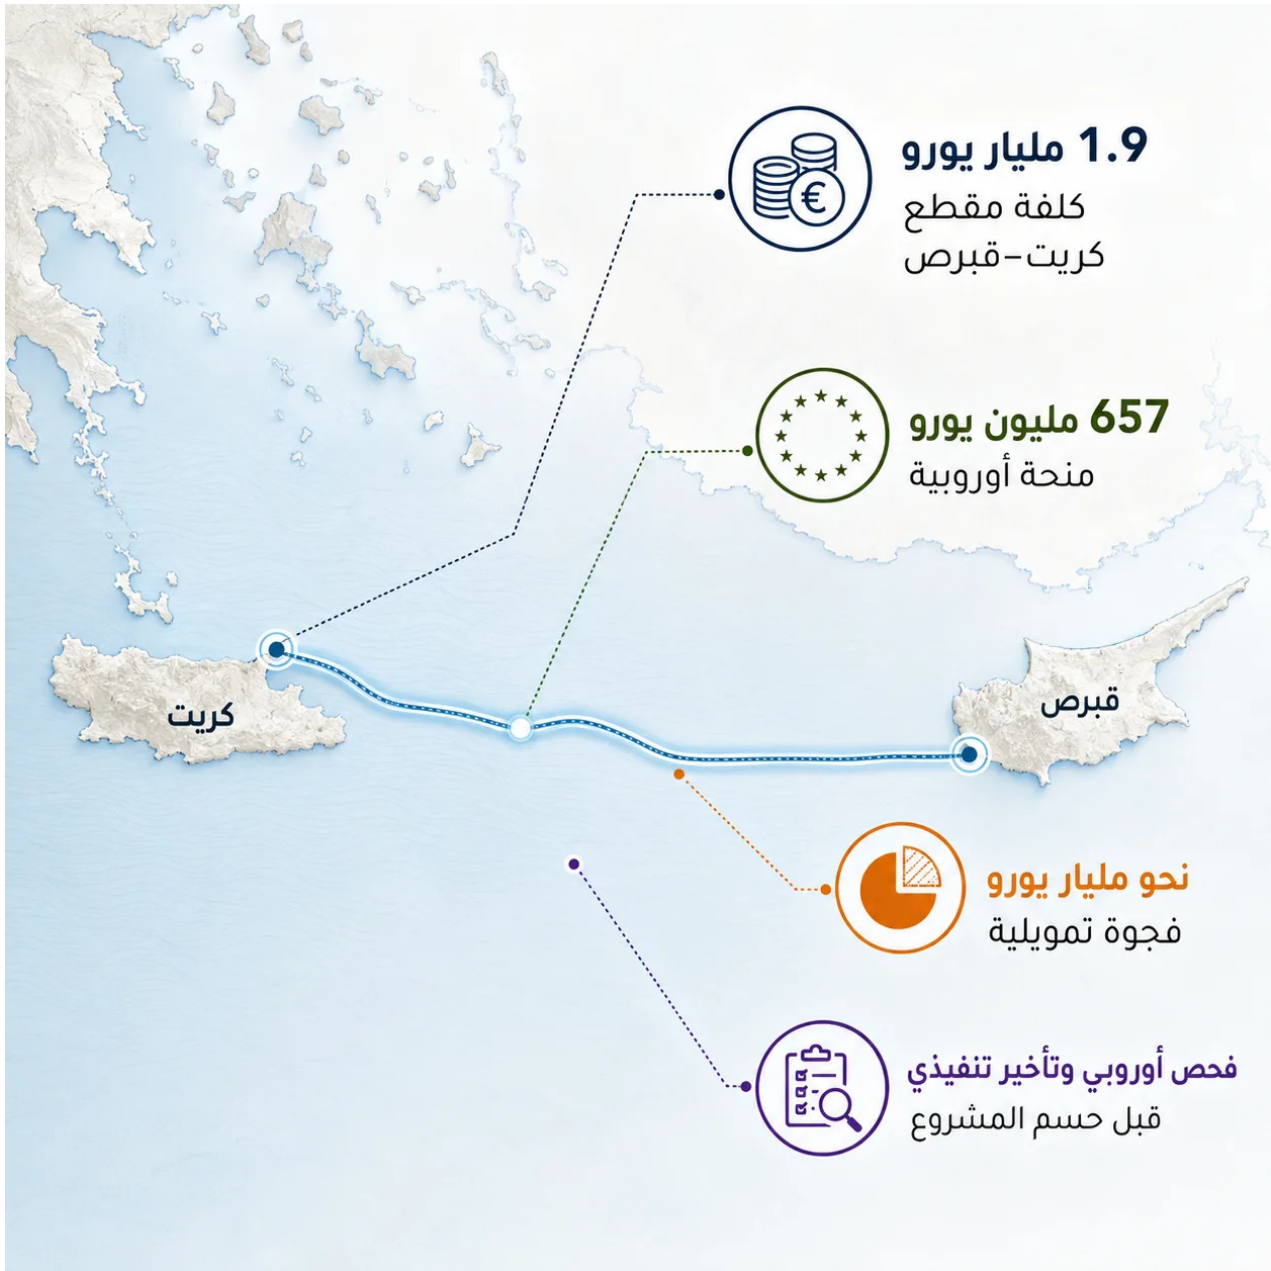 1.9 مليار يورو
كلفة مقطع
كريت–قبرص
657 مليون يورو
منحة أوروبية
كريت
قبرص
نحو مليار يورو
فجوة تمويلية
فحص أوروبي وتأخير تنفيذي
قبل حسم المشروع